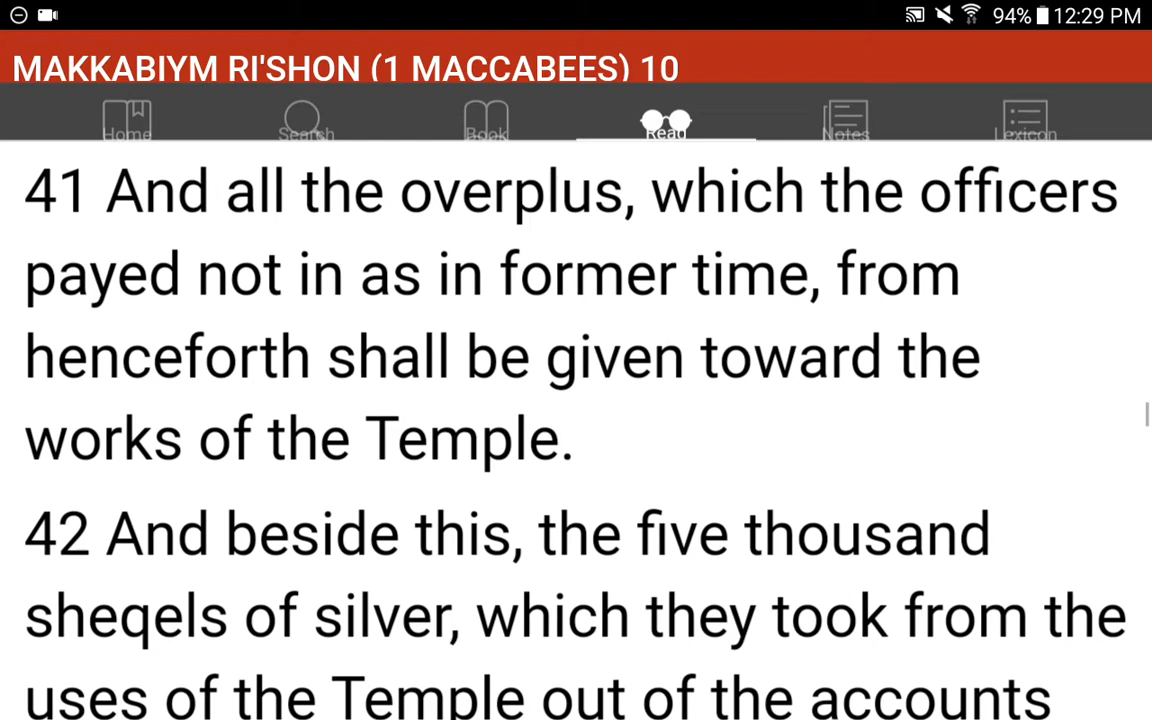 94% 12:29 PM
MAKKABIYM RI'SHON (1 MACCABEES) 10
Home Search Book Read Notes Lexicon
41 And all the overplus, which the officers
payed not in as in former time, from
henceforth shall be given toward the
works of the Temple.
42 And beside this, the five thousand
sheqels of silver, which they took from the
uses of the Temple out of the accounts